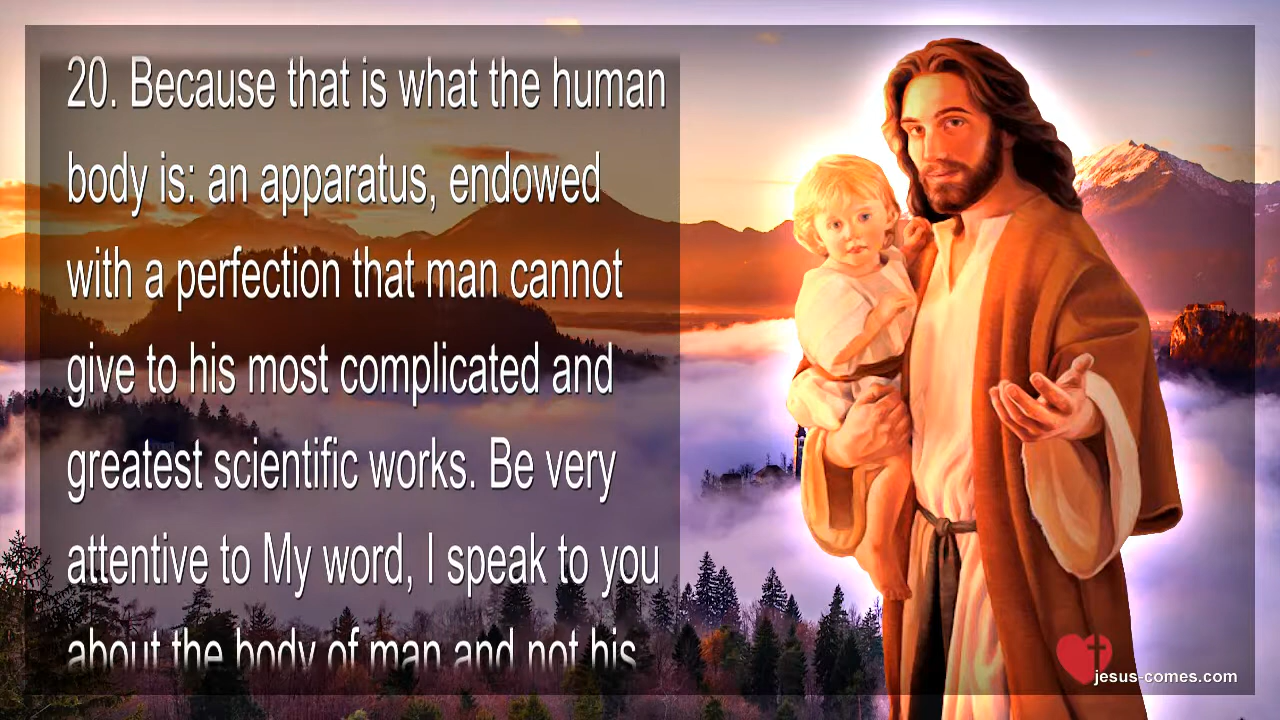 20. Because that is what the human
body is: an apparatus, endowed
with a perfection that man cannot
give to his most complicated and
greatest scientific works. Be very
attentive to My word, I speak to you
about the body of man and not his
jesus-comes.com